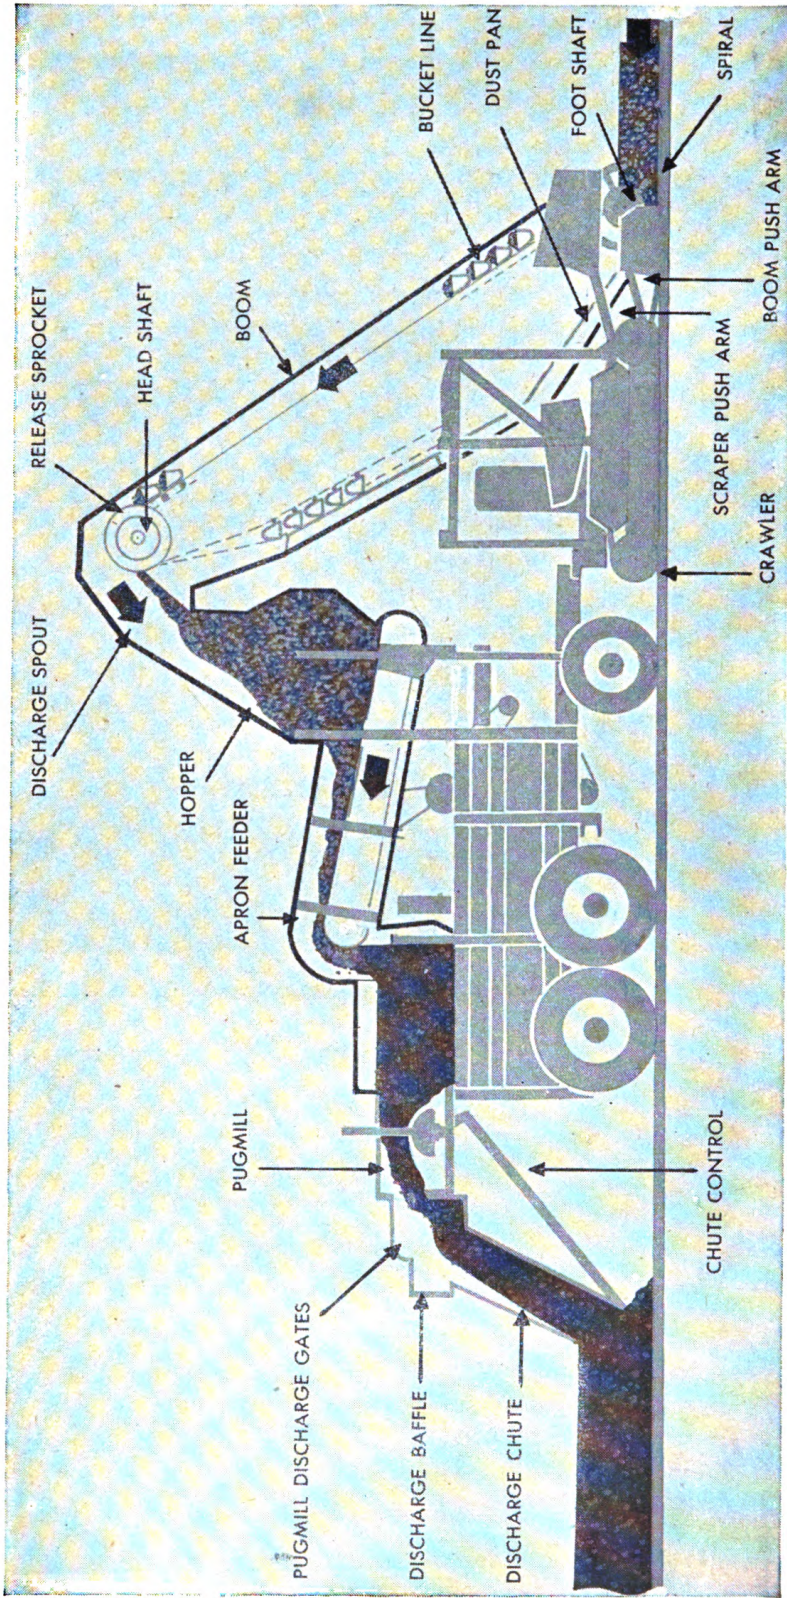 RELEASE SPROCKET
HEAD SHAFT
BOOM
BUCKET LINE
DUST PAN
FOOT SHAFT
SPIRAL
DISCHARGE SPOUT
HOPPER
APRON FEEDER
PUGMILL
PUGMILL DISCHARGE GATES
DISCHARGE BAFFLE
DISCHARGE CHUTE
CHUTE CONTROL
CRAWLER
SCRAPER PUSH ARM
BOOM PUSH ARM